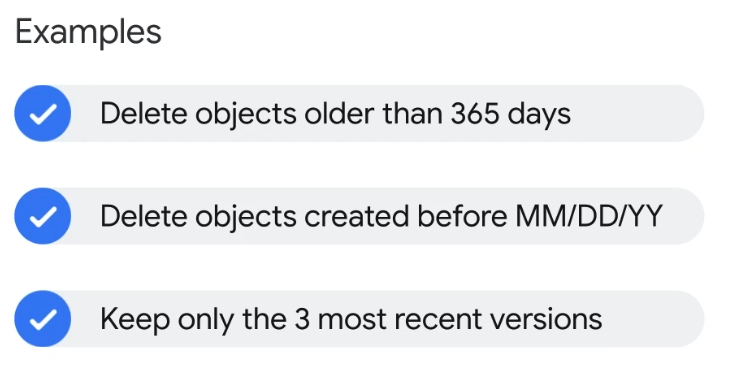 Examples
Delete objects older than 365 days
Delete objects created before MM/DD/YY
Keep only the 3 most recent versions